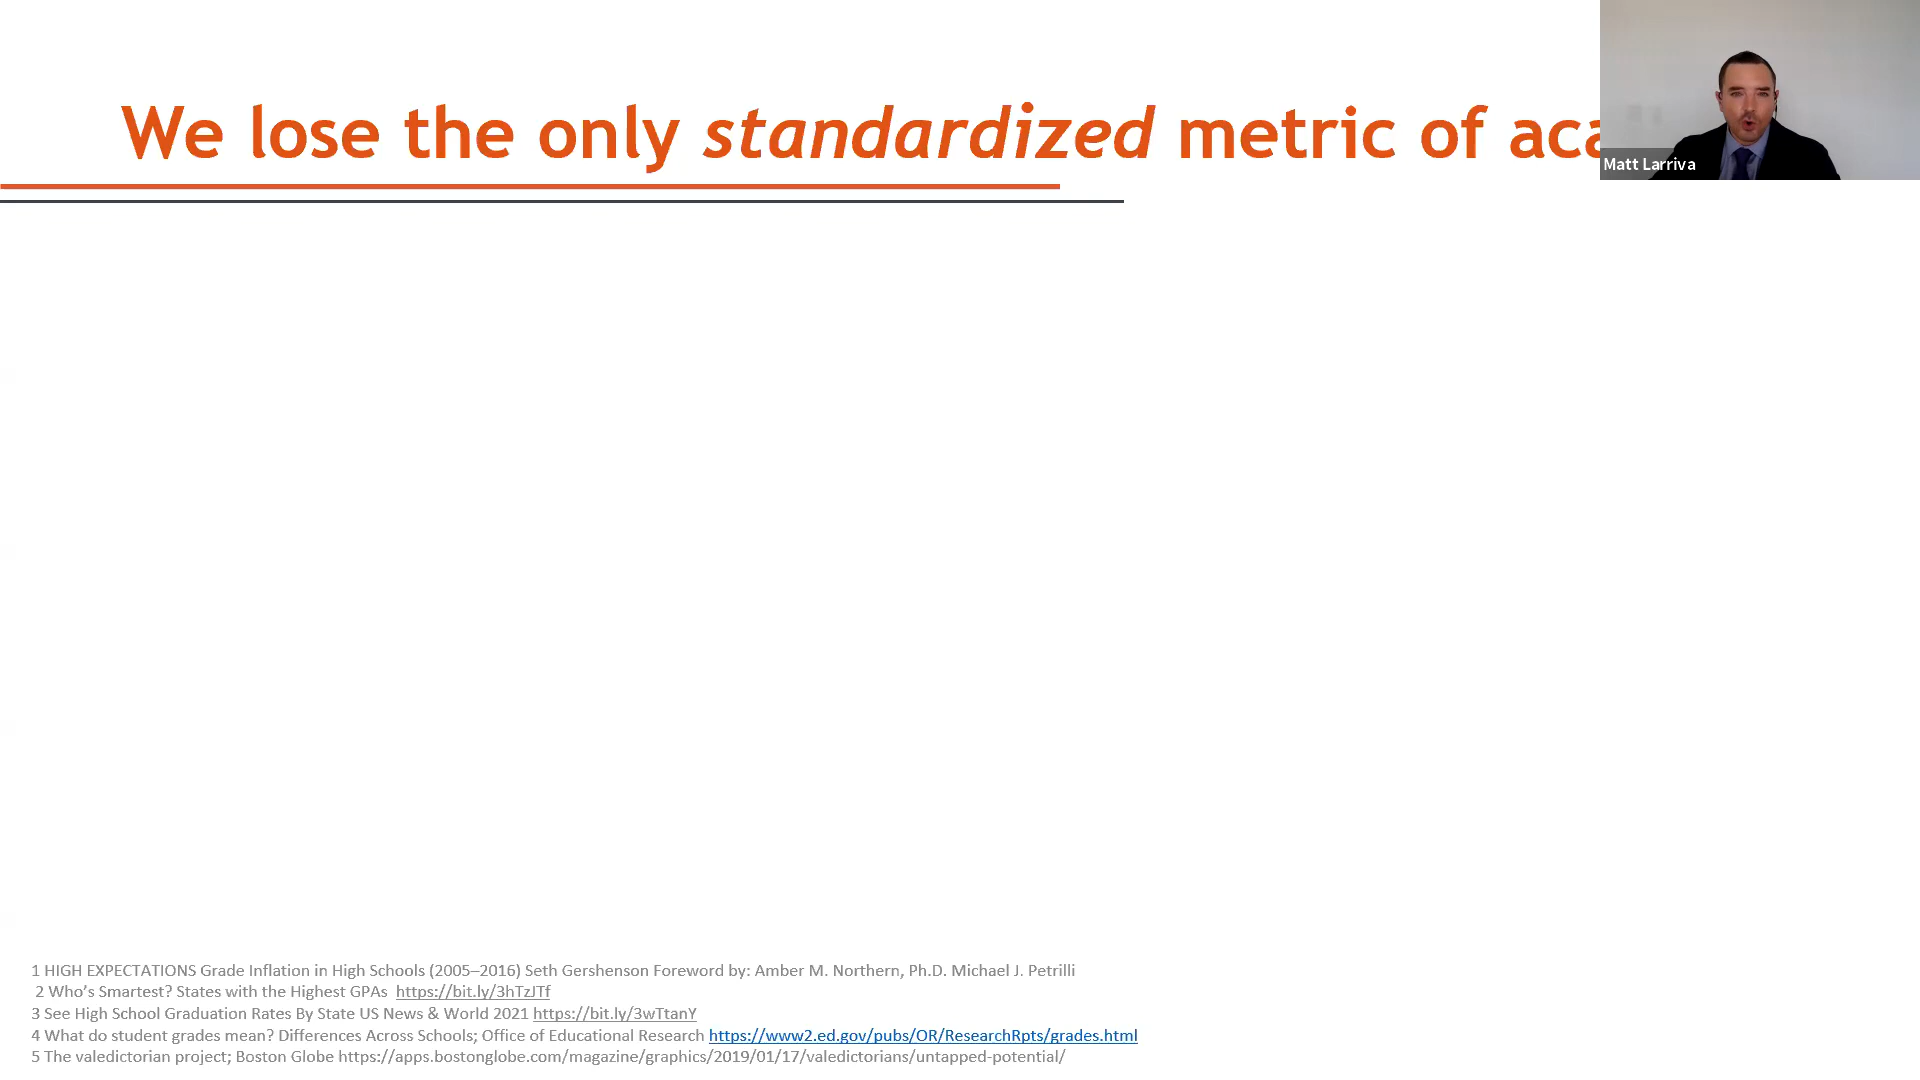 We lose the only standardized metric of aca
Matt Larriva
1 HIGH EXPECTATIONS Grade Inflation in High Schools (2005–2016) Seth Gershenson Foreword by: Amber M. Northern, Ph.D. Michael J. Petrilli
2 Who’s Smartest? States with the Highest GPAs https://bit.ly/3hTzJTf
3 See High School Graduation Rates By State US News & World 2021 https://bit.ly/3wTtanY
4 What do student grades mean? Differences Across Schools; Office of Educational Research https://www2.ed.gov/pubs/OR/ResearchRpts/grades.html
5 The valedictorian project; Boston Globe https://apps.bostonglobe.com/magazine/graphics/2019/01/17/valedictorians/untapped-potential/